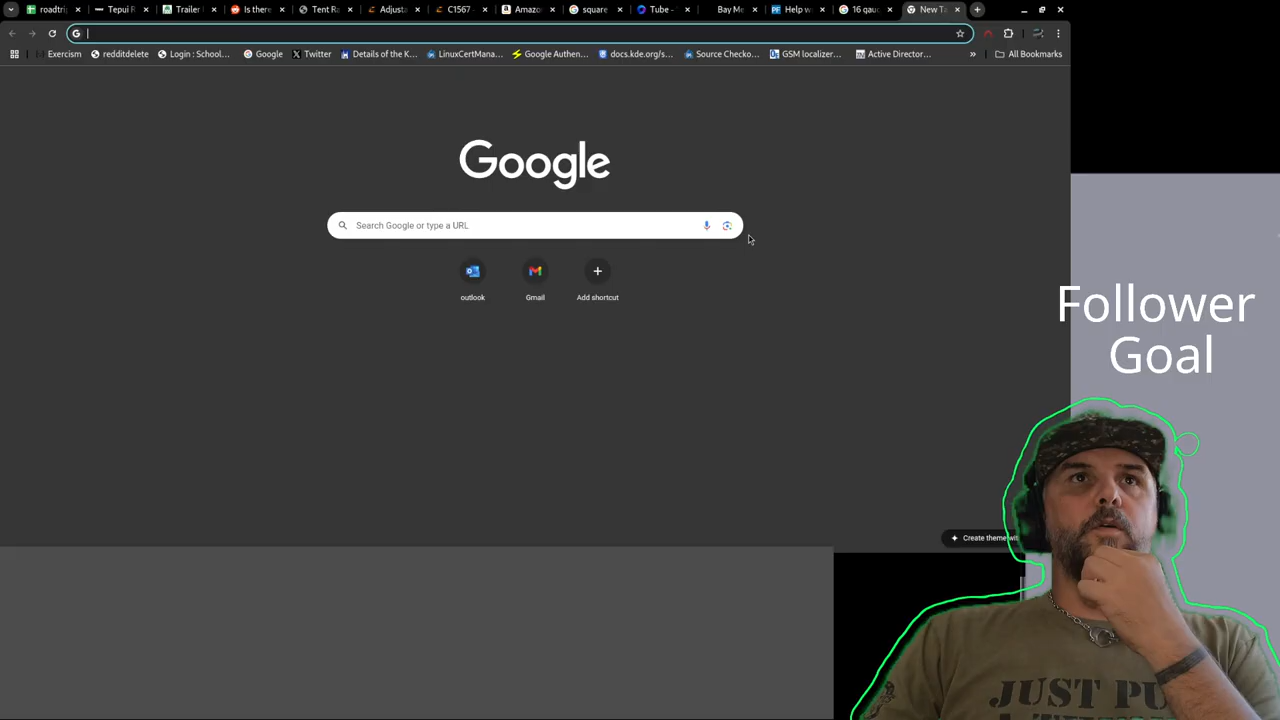 roadtri
Tepui R
Trailer
Is there
Tent Ra
Adjusta
C1567 -
Amazo
square
Tube -
Bay Me
Help w
16 gau
New Ta
Exercism
redditdelete
Login : School...
Google
Twitter
Details of the K...
LinuxCertMana...
Google Authen...
docs.kde.org/s...
Source Checko...
GSM localizer...
Active Director...
»
All Bookmarks
Google
Search Google or type a URL
outlook
Gmail
Add shortcut
Follower
Goal
Create theme wit
JUST PU